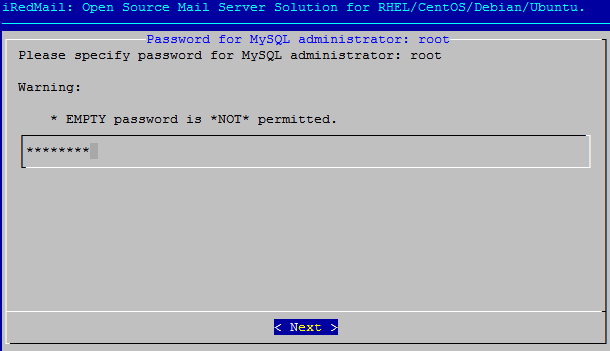 iRedMail: Open Source Mail Server Solution for RHEL/CentOS/Debian/Ubuntu.
Password for MySQL administrator: root
Please specify password for MySQL administrator: root
Warning:
* EMPTY password is *NOT* permitted.
********
< Next >